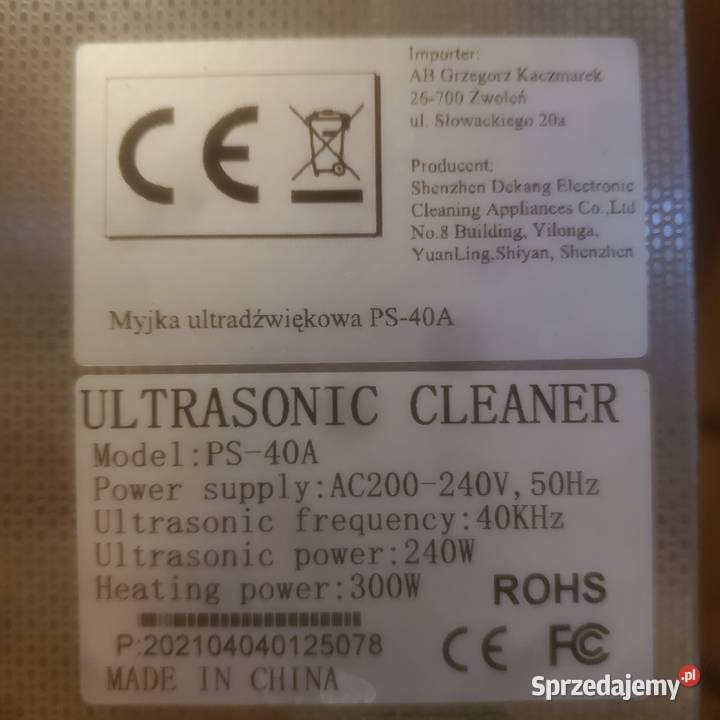 CE
Importer:
AB Grzegorz Kaczmarek
26-700 Zwoleń
ul. Słowackiego 20a
Producent:
Shenzhen Dekang Electronic
Cleaning Appliances Co.,Ltd
No.8 Building, Yilonga,
YuanLing,Shiyan, Shenzhen
Myjka ultradźwiękowa PS-40A
ULTRASONIC CLEANER
Model:PS-40A
Power supply:AC200-240V,50Hz
Ultrasonic frequency:40KHz
Ultrasonic power:240W
Heating power:300W
ROHS
P:202104040125078
CE FC
MADE IN CHINA
Sprzedajemy.pl